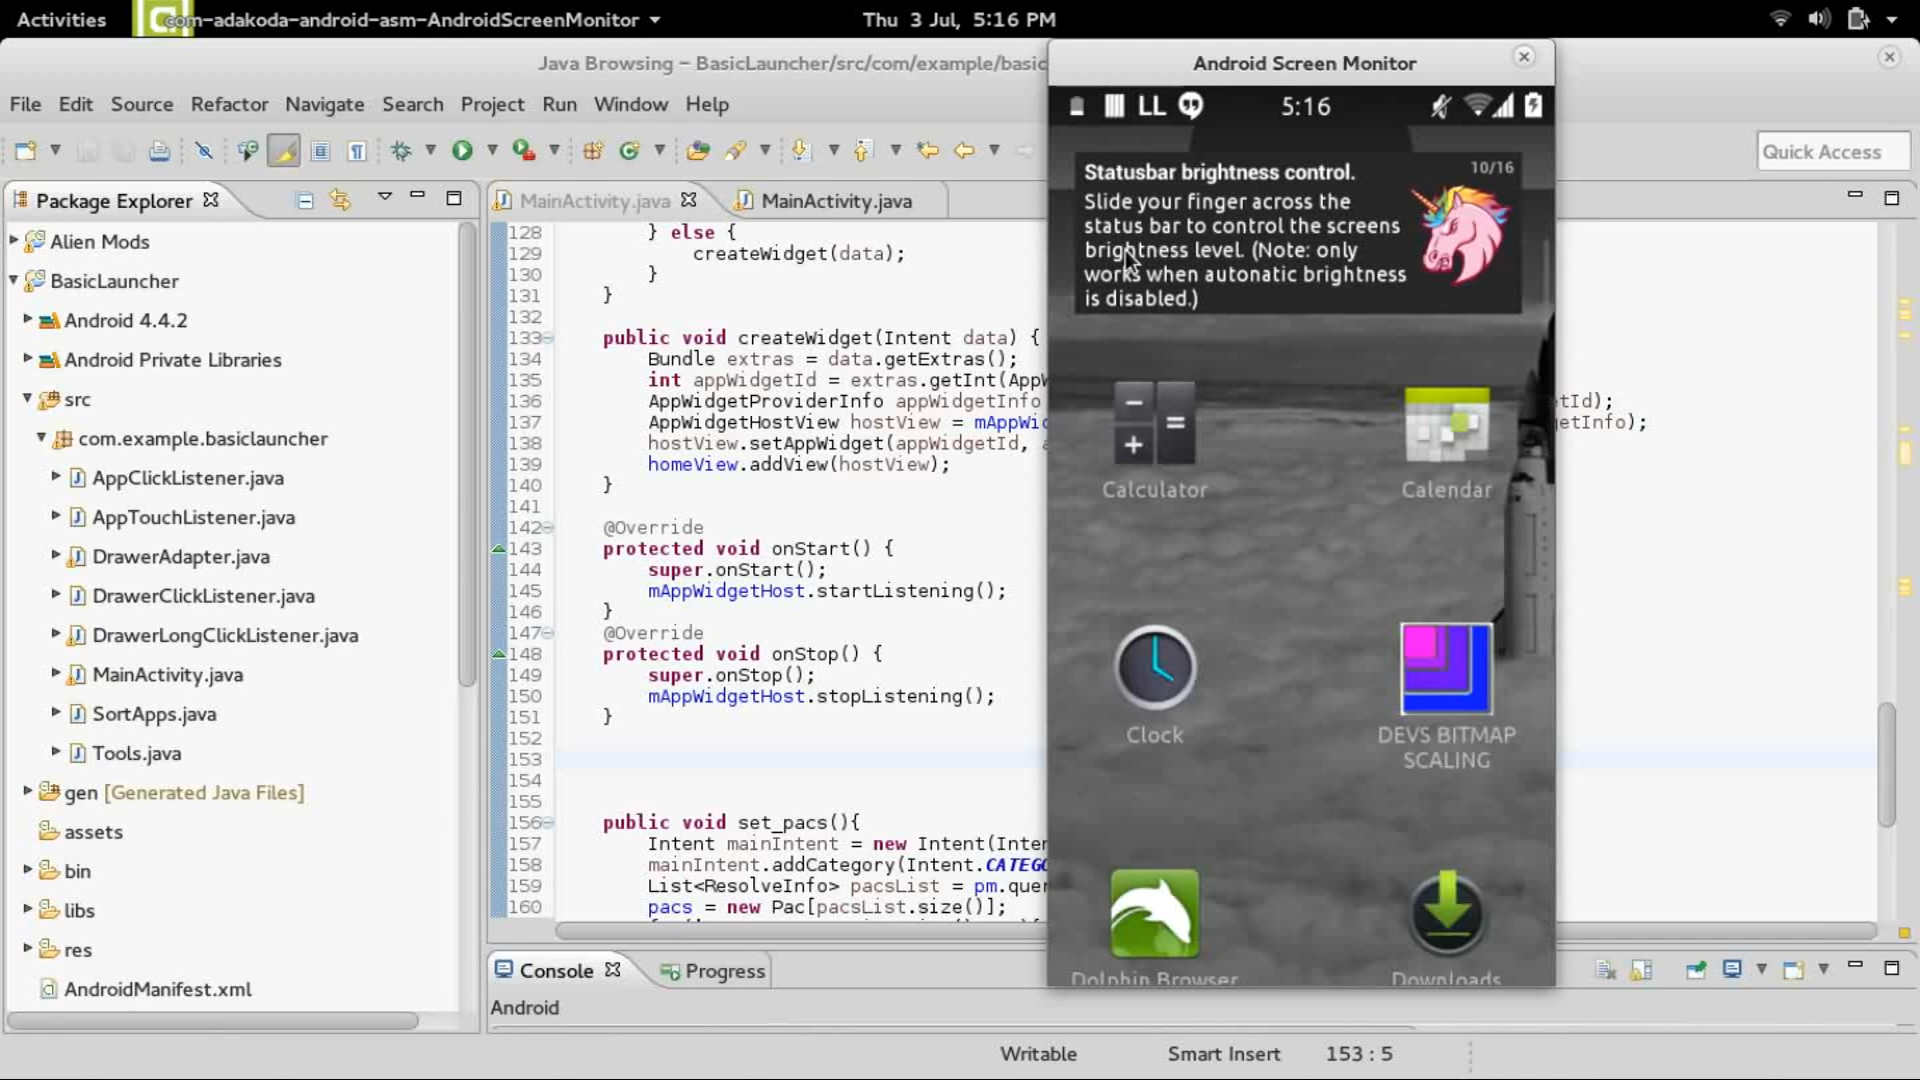 Activities
com-adakoda-android-asm-AndroidScreenMonitor
Thu 3 Jul, 5:16 PM
Java Browsing – BasicLauncher/src/com/example/basic
File Edit Source Refactor Navigate Search Project Run Window Help
Quick Access
Package Explorer
Alien Mods
BasicLauncher
Android 4.4.2
Android Private Libraries
src
com.example.basiclauncher
AppClickListener.java
AppTouchListener.java
DrawerAdapter.java
DrawerClickListener.java
DrawerLongClickListener.java
MainActivity.java
SortApps.java
Tools.java
gen [Generated Java Files]
assets
bin
libs
res
AndroidManifest.xml
MainActivity.java
MainActivity.java
128 } else {
129 createWidget(data);
130 }
131 }
132
133 public void createWidget(Intent data) {
134 Bundle extras = data.getExtras();
135 int appWidgetId = extras.getInt(AppW
136 AppWidgetProviderInfo appWidgetInfo tId);
137 AppWidgetHostView hostView = mAppWid getInfo);
138 hostView.setAppWidget(appWidgetId, a
139 homeView.addView(hostView);
140 }
141
142 @Override
143 protected void onStart() {
144 super.onStart();
145 mAppWidgetHost.startListening();
146 }
147 @Override
148 protected void onStop() {
149 super.onStop();
150 mAppWidgetHost.stopListening();
151 }
152
153
154
155
156 public void set_pacs(){
157 Intent mainIntent = new Intent(Inten
158 mainIntent.addCategory(Intent.CATEGO
159 List<ResolveInfo> pacsList = pm.quer
160 pacs = new Pac[pacsList.size()];
Console
Progress
Android
Writable
Smart Insert
153 : 5
Android Screen Monitor
LL
5:16
Statusbar brightness control.
10/16
Slide your finger across the
status bar to control the screens
brightness level. (Note: only
works when autonatic brightness
is disabled.)
Calculator
Calendar
Clock
DEVS BITMAP
SCALING
Dolphin Browser
Downloads